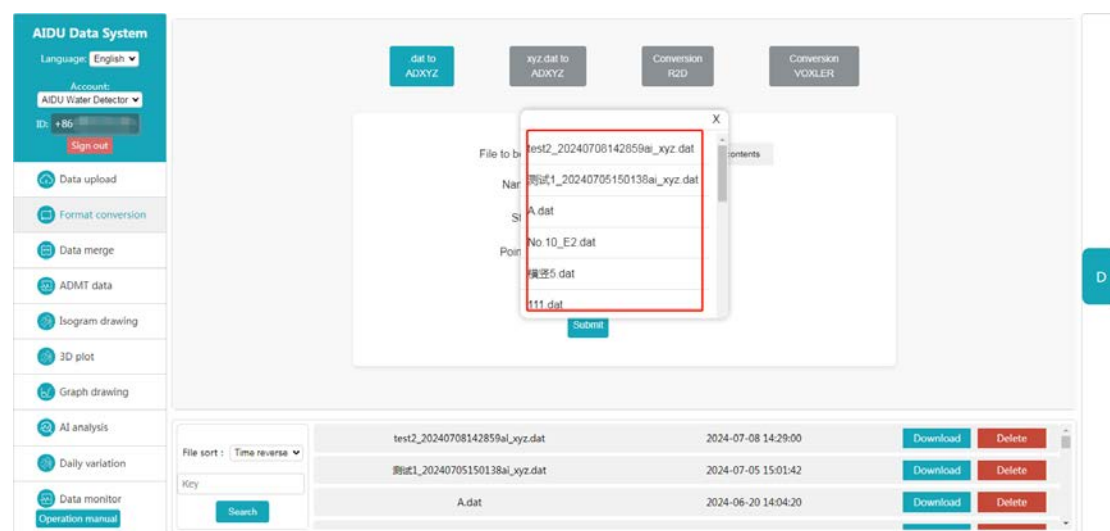 AIDU Data System
Language: English
Account:
AIDU Water Detector
ID: +86
Sign out
Data upload
Format conversion
Data merge
ADMT data
Isogram drawing
3D plot
Graph drawing
AI analysis
Daily variation
Data monitor
Operation manual
.dat to
ADXYZ
xyz.dat to
ADXYZ
Conversion
R2D
Conversion
VOXLER
X
File to b
contents
Nar
St
Poin
test2_20240708142859ai_xyz.dat
测试1_20240705150138ai_xyz.dat
A.dat
No.10_E2.dat
横竖5.dat
111.dat
Submit
D
File sort : Time reverse
Key
Search
test2_20240708142859al_xyz.dat 2024-07-08 14:29:00 Download Delete
测试1_20240705150138al_xyz.dat 2024-07-05 15:01:42 Download Delete
A.dat 2024-06-20 14:04:20 Download Delete